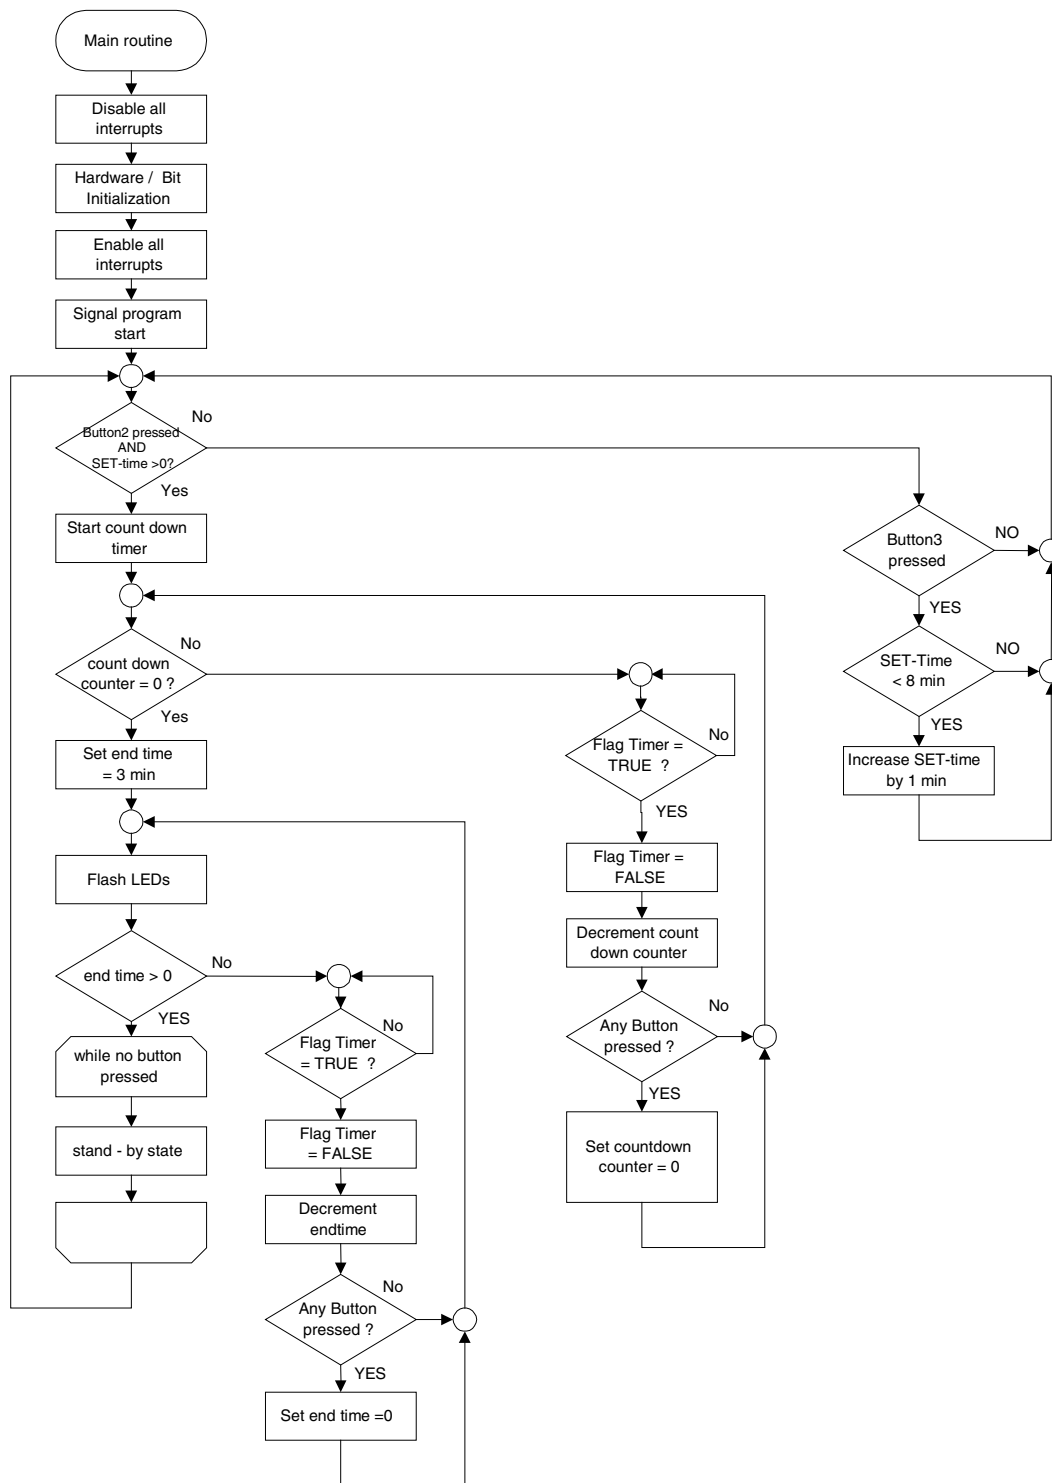 Main routine
Disable all
interrupts
Hardware / Bit
Initialization
Enable all
interrupts
Signal program
start
No
Button2 pressed
AND
SET-time >0?
Yes
Start count down
timer
No
count down
counter = 0 ?
Yes
Set end time
= 3 min
Flash LEDs
end time > 0
No
YES
while no button
pressed
stand - by state
No
Flag Timer
= TRUE ?
Flag Timer
= FALSE
Decrement
endtime
No
Any Button
pressed ?
YES
Set end time =0
Flag Timer =
TRUE ?
No
YES
Flag Timer =
FALSE
Decrement count
down counter
No
Any Button
pressed ?
YES
Set countdown
counter = 0
Button3
pressed
NO
YES
SET-Time
< 8 min
NO
YES
Increase SET-time
by 1 min